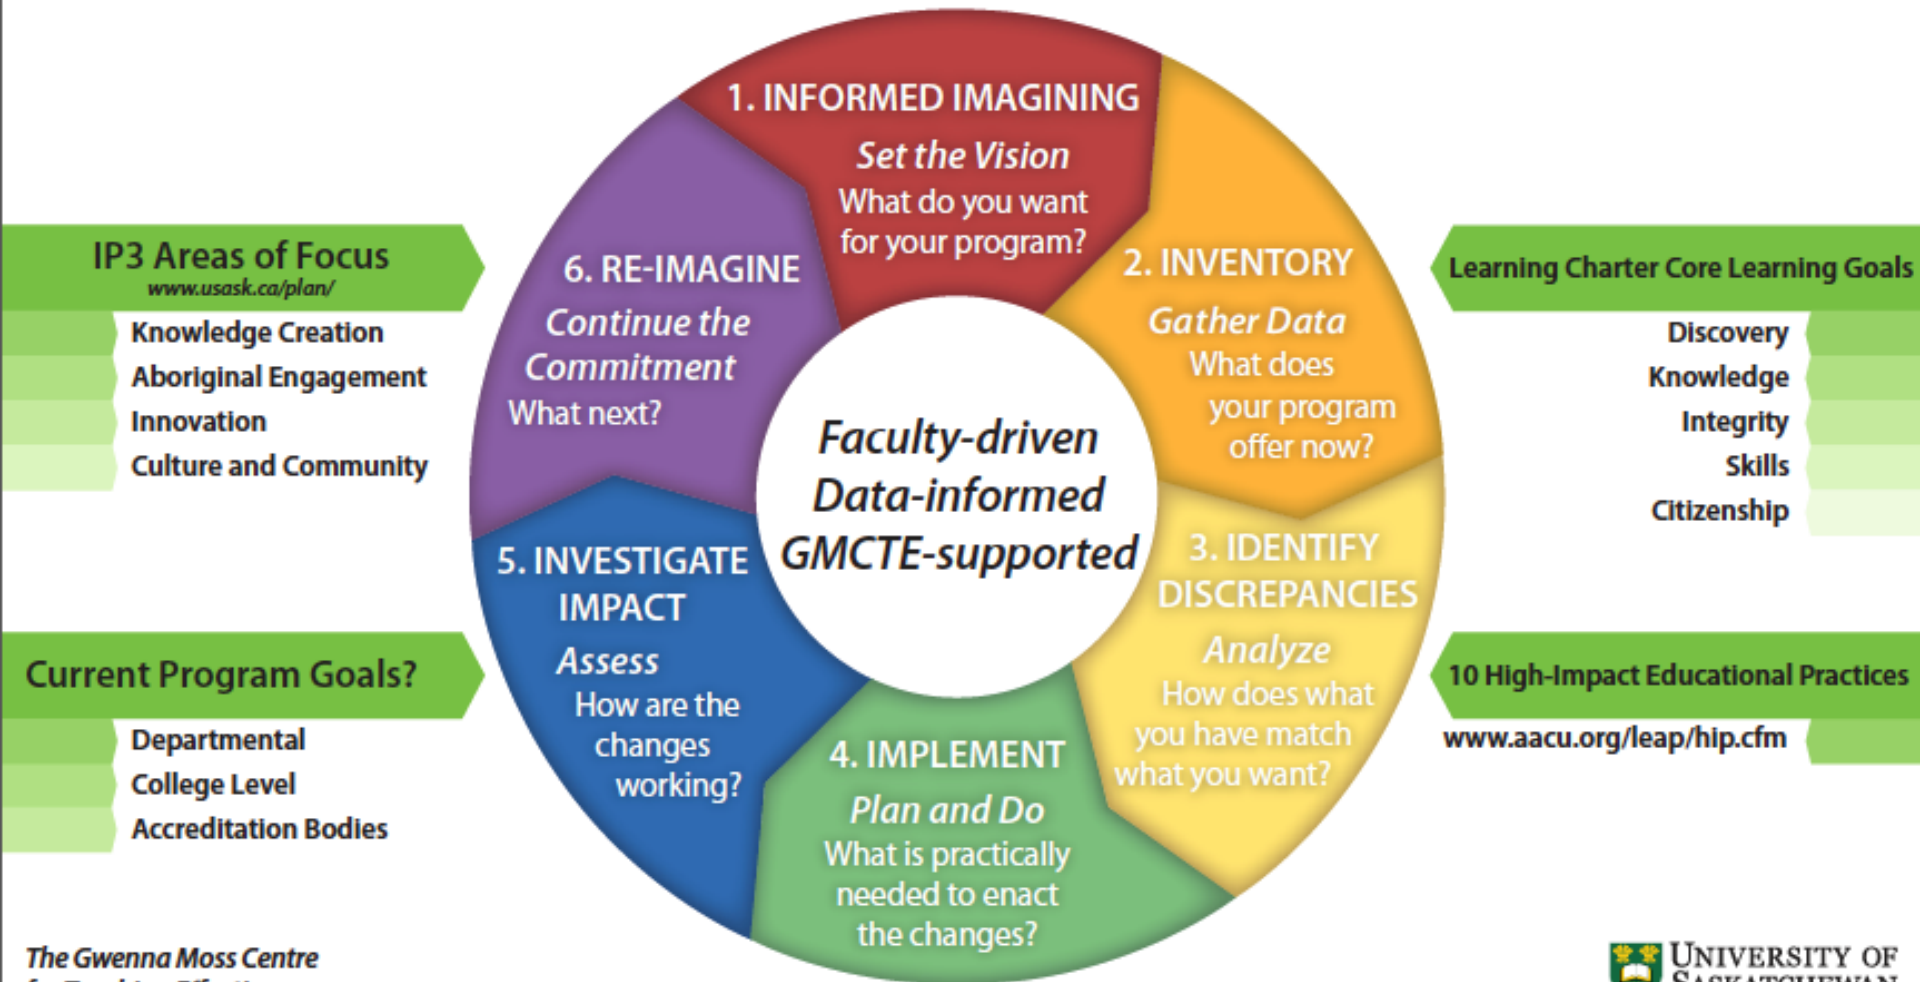 1. INFORMED IMAGINING
Set the Vision
What do you want
for your program?
2. INVENTORY
Gather Data
What does
your program
offer now?
3. IDENTIFY
DISCREPANCIES
Analyze
How does what
you have match
what you want?
4. IMPLEMENT
Plan and Do
What is practically
needed to enact
the changes?
5. INVESTIGATE
IMPACT
Assess
How are the
changes
working?
6. RE-IMAGINE
Continue the
Commitment
What next?
Faculty-driven
Data-informed
GMCTE-supported
IP3 Areas of Focus
www.usask.ca/plan/
Knowledge Creation
Aboriginal Engagement
Innovation
Culture and Community
Current Program Goals?
Departmental
College Level
Accreditation Bodies
Learning Charter Core Learning Goals
Discovery
Knowledge
Integrity
Skills
Citizenship
10 High-Impact Educational Practices
www.aacu.org/leap/hip.cfm
The Gwenna Moss Centre
UNIVERSITY OF
SASKATCHEWAN